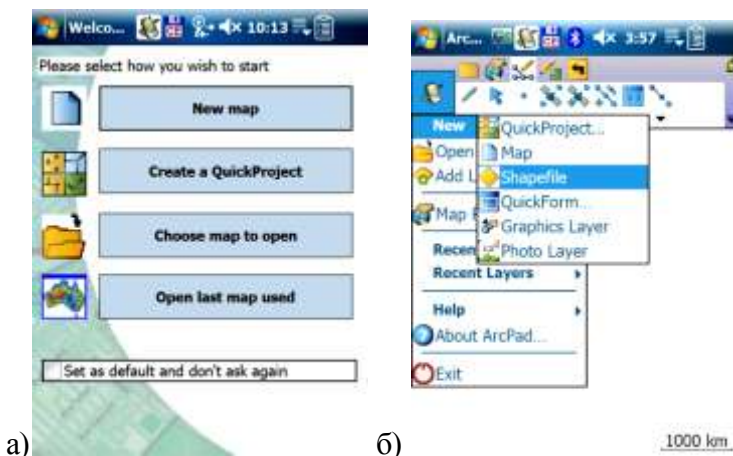 Welco... 10:13
Please select how you wish to start
New map
Create a QuickProject
Choose map to open
Open last map used
Set as default and don't ask again
а)
Arc... 3:57
New
Open
Add L
Map
Recen
Recent Layers
Help
About ArcPad...
Exit
QuickProject...
Map
Shapefile
QuickForm...
Graphics Layer
Photo Layer
1000 km
б)